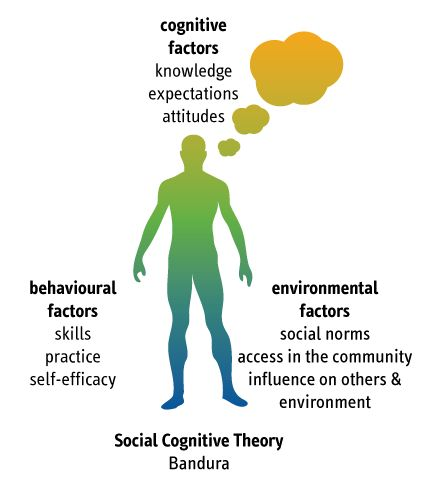 cognitive
factors
knowledge
expectations
attitudes
behavioural
factors
skills
practice
self-efficacy
environmental
factors
social norms
access in the community
influence on others &
environment
Social Cognitive Theory
Bandura